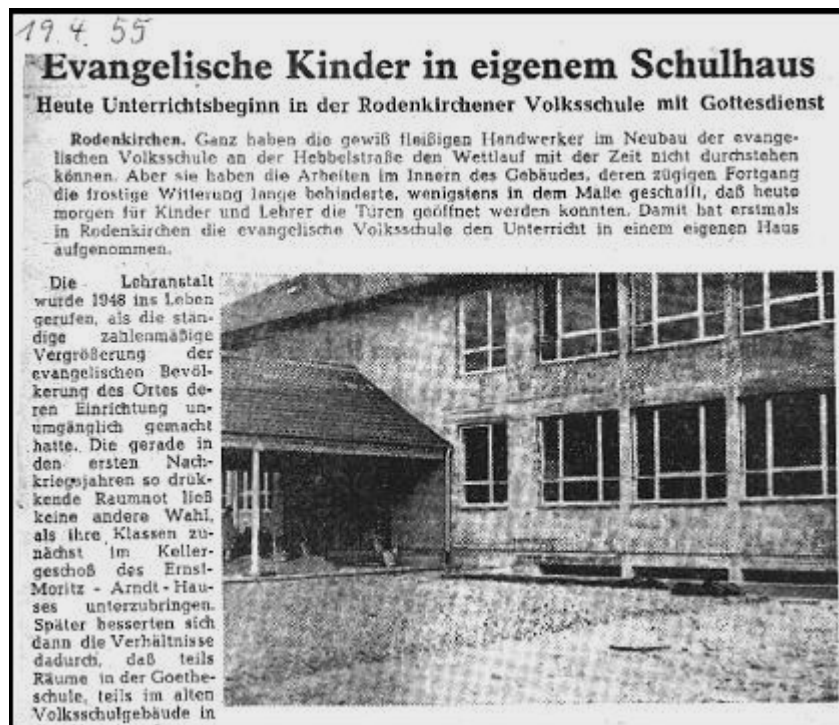 19.4. 55
Evangelische Kinder in eigenem Schulhaus
Heute Unterrichtsbeginn in der Rodenkirchener Volksschule mit Gottesdienst
Rodenkirchen. Ganz haben die gewiß fleißigen Handwerker im Neubau der evange-
lischen Volksschule an der Hebbelstraße den Wettlauf mit der Zeit nicht durchstehen
können. Aber sie haben die Arbeiten im Innern des Gebäudes, deren zügigen Fortgang
die frostige Witterung lange behinderte, wenigstens in dem Maße geschafft, daß heute
morgen für Kinder und Lehrer die Türen geöffnet werden konnten. Damit hat erstmals
in Rodenkirchen die evangelische Volksschule den Unterricht in einem eigenen Haus
aufgenommen.
Die Lehranstalt
wurde 1948 ins Leben
gerufen, als die stän-
dige zahlenmäßige
Vergrößerung der
evangelischen Bevöl-
kerung des Ortes de-
ren Einrichtung un-
umgänglich gemacht
hatte. Die gerade in
den ersten Nach-
kriegsjahren so drük-
kende Raumnot ließ
keine andere Wahl,
als ihre Klassen zu-
nächst im Keller-
geschoß des Ernst-
Moritz - Arndt - Hau-
ses unterzubringen.
Später besserten sich
dann die Verhältnisse
dadurch, daß teils
Räume in der Goethe-
schule, teils im alten
Volksschulgebäude in